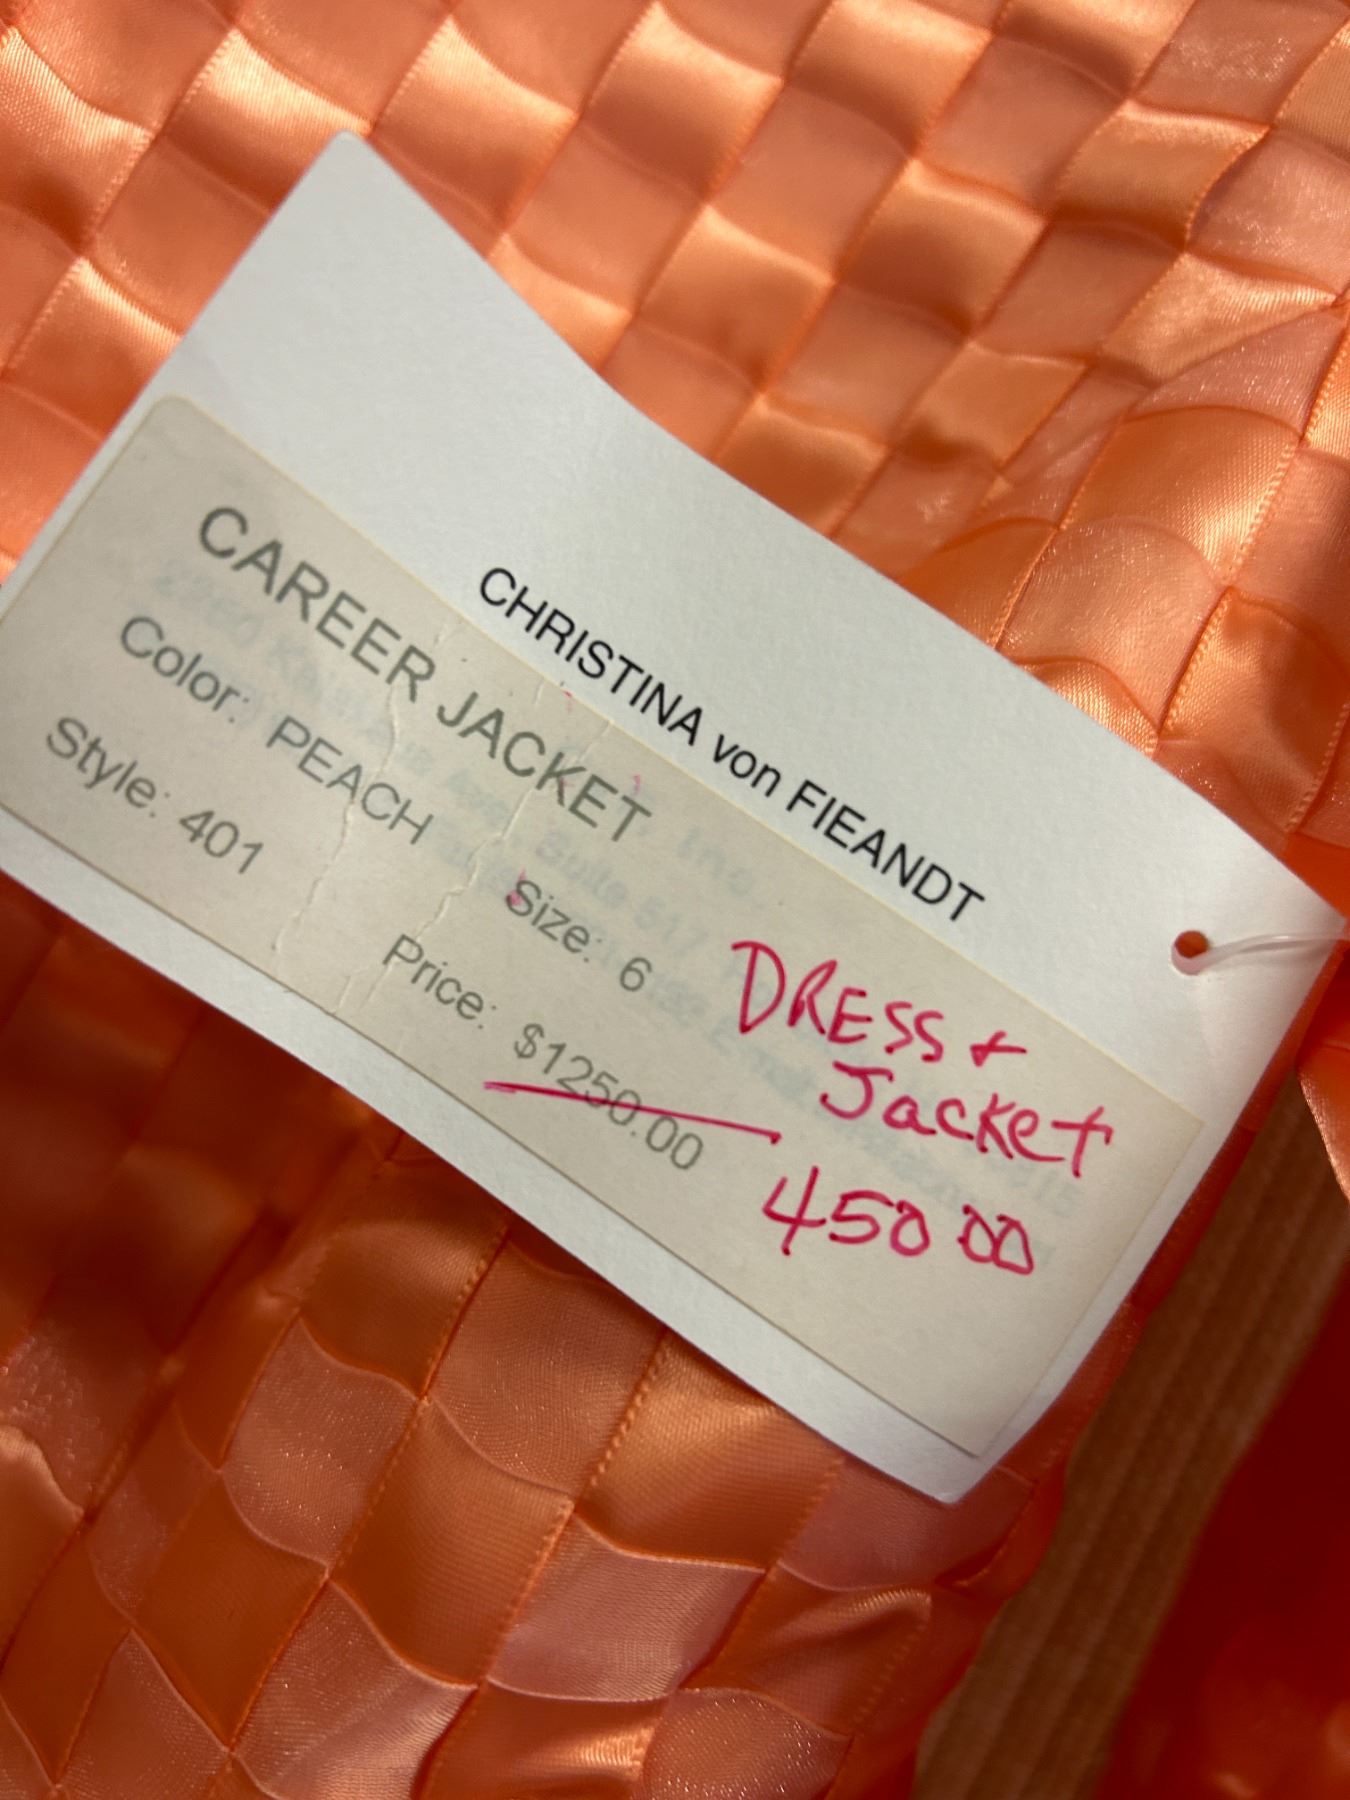 CHRISTINA von FIEANDT
CAREER JACKET
Color: PEACH
Size: 6
Style: 401
Price: $1250.00
DRESS &
JACKET
450 00